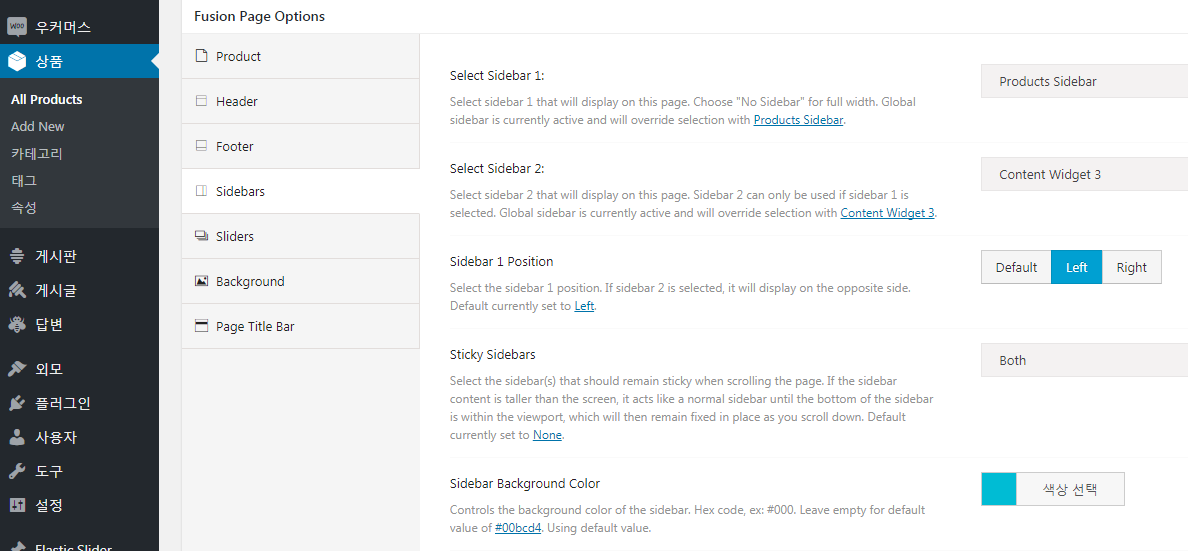 WOO 우커머스
상품
All Products
Add New
카테고리
태그
속성
게시판
게시글
답변
외모
플러그인
사용자
도구
설정
Elastic Slider
Fusion Page Options
Product
Header
Footer
Sidebars
Sliders
Background
Page Title Bar
Select Sidebar 1:
Select sidebar 1 that will display on this page. Choose "No Sidebar" for full width. Global
sidebar is currently active and will override selection with Products Sidebar.
Products Sidebar
Select Sidebar 2:
Select sidebar 2 that will display on this page. Sidebar 2 can only be used if sidebar 1 is
selected. Global sidebar is currently active and will override selection with Content Widget 3.
Content Widget 3
Sidebar 1 Position
Select the sidebar 1 position. If sidebar 2 is selected, it will display on the opposite side.
Default currently set to Left.
Default Left Right
Sticky Sidebars
Select the sidebar(s) that should remain sticky when scrolling the page. If the sidebar
content is taller than the screen, it acts like a normal sidebar until the bottom of the sidebar
is within the viewport, which will then remain fixed in place as you scroll down. Default
currently set to None.
Both
Sidebar Background Color
Controls the background color of the sidebar. Hex code, ex: #000. Leave empty for default
value of #00bcd4. Using default value.
색상 선택